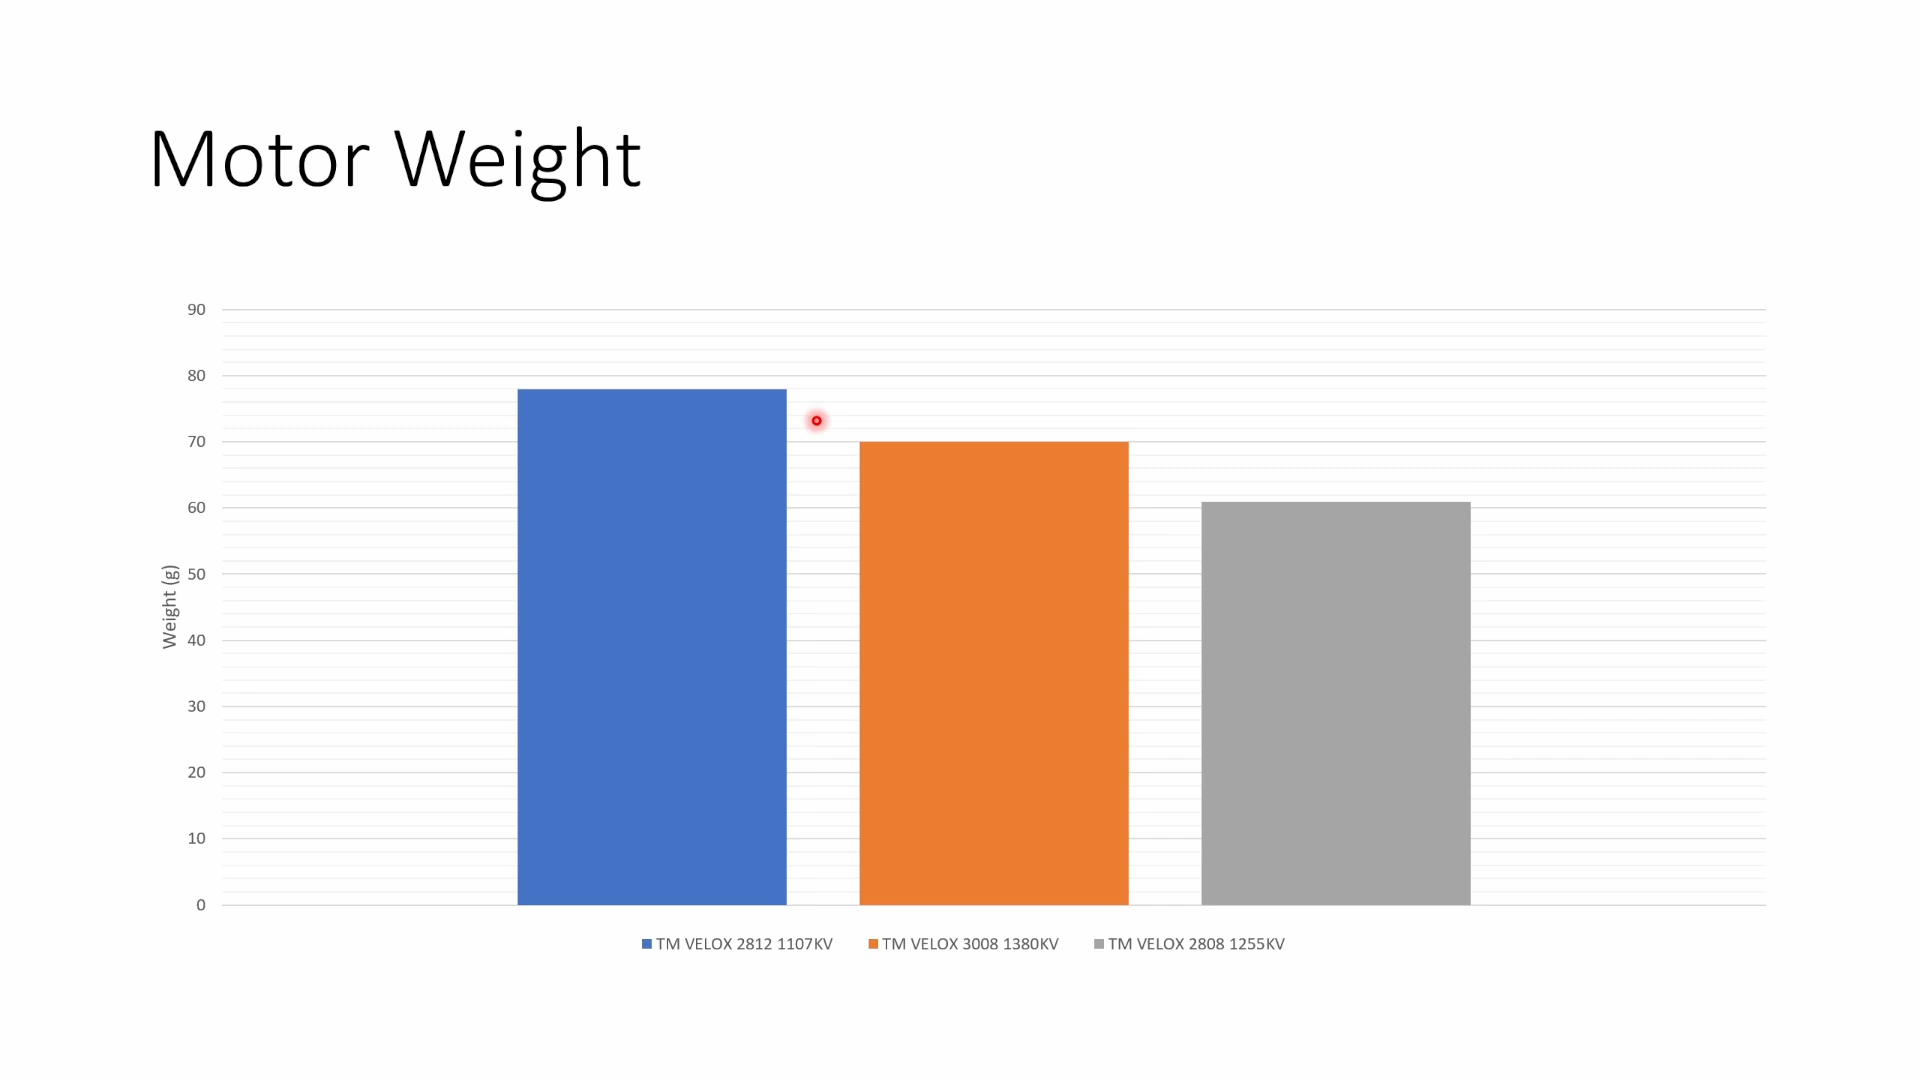 Motor Weight
90
80
70
60
50
40
30
20
10
0
Weight (g)
TM VELOX 2812 1107KV
TM VELOX 3008 1380KV
TM VELOX 2808 1255KV